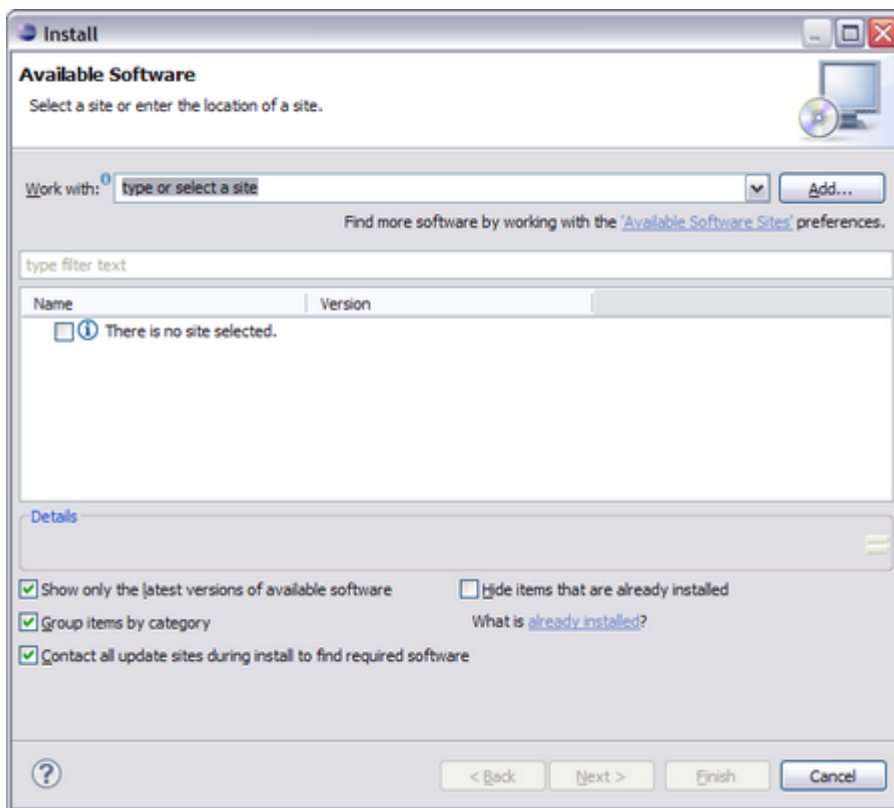 Install
Available Software
Select a site or enter the location of a site.
Work with: type or select a site Add...
Find more software by working with the 'Available Software Sites' preferences.
type filter text
Name Version
There is no site selected.
Details
Show only the latest versions of available software Hide items that are already installed
Group items by category What is already installed?
Contact all update sites during install to find required software
? < Back Next > Finish Cancel